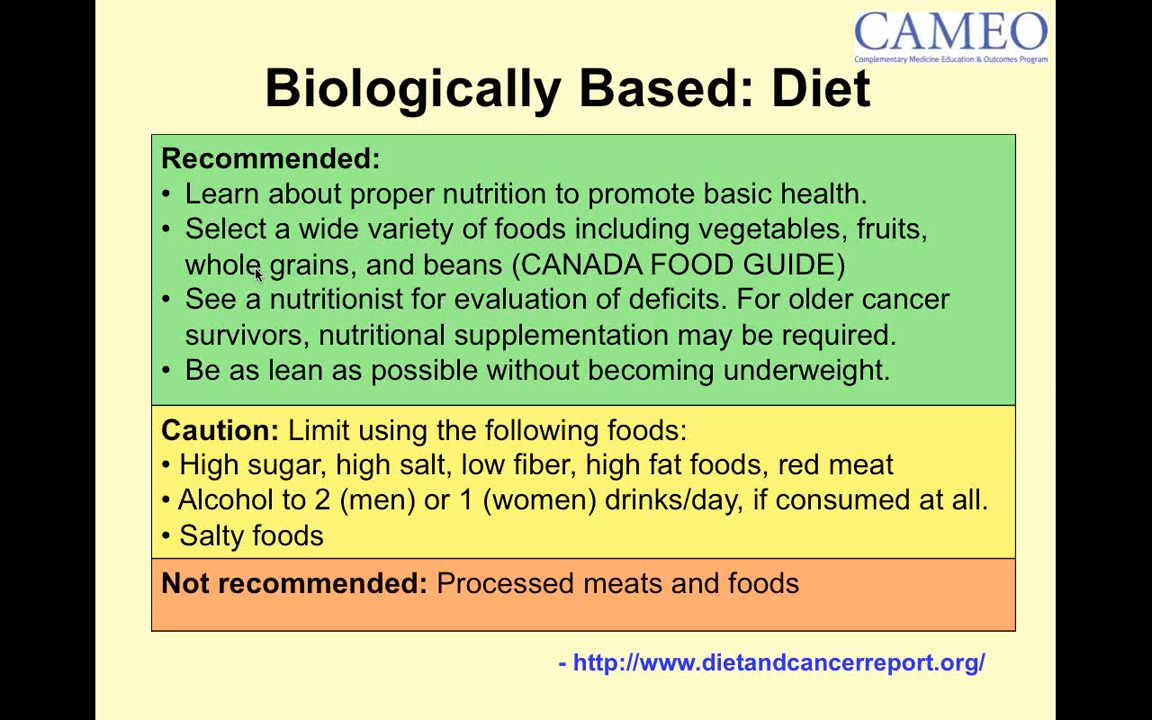 CAMEO
Complementary Medicine Education & Outcomes Program
Biologically Based: Diet
Recommended:
• Learn about proper nutrition to promote basic health.
• Select a wide variety of foods including vegetables, fruits,
whole grains, and beans (CANADA FOOD GUIDE)
• See a nutritionist for evaluation of deficits. For older cancer
survivors, nutritional supplementation may be required.
• Be as lean as possible without becoming underweight.
Caution: Limit using the following foods:
• High sugar, high salt, low fiber, high fat foods, red meat
• Alcohol to 2 (men) or 1 (women) drinks/day, if consumed at all.
• Salty foods
Not recommended: Processed meats and foods
- http://www.dietandcancerreport.org/